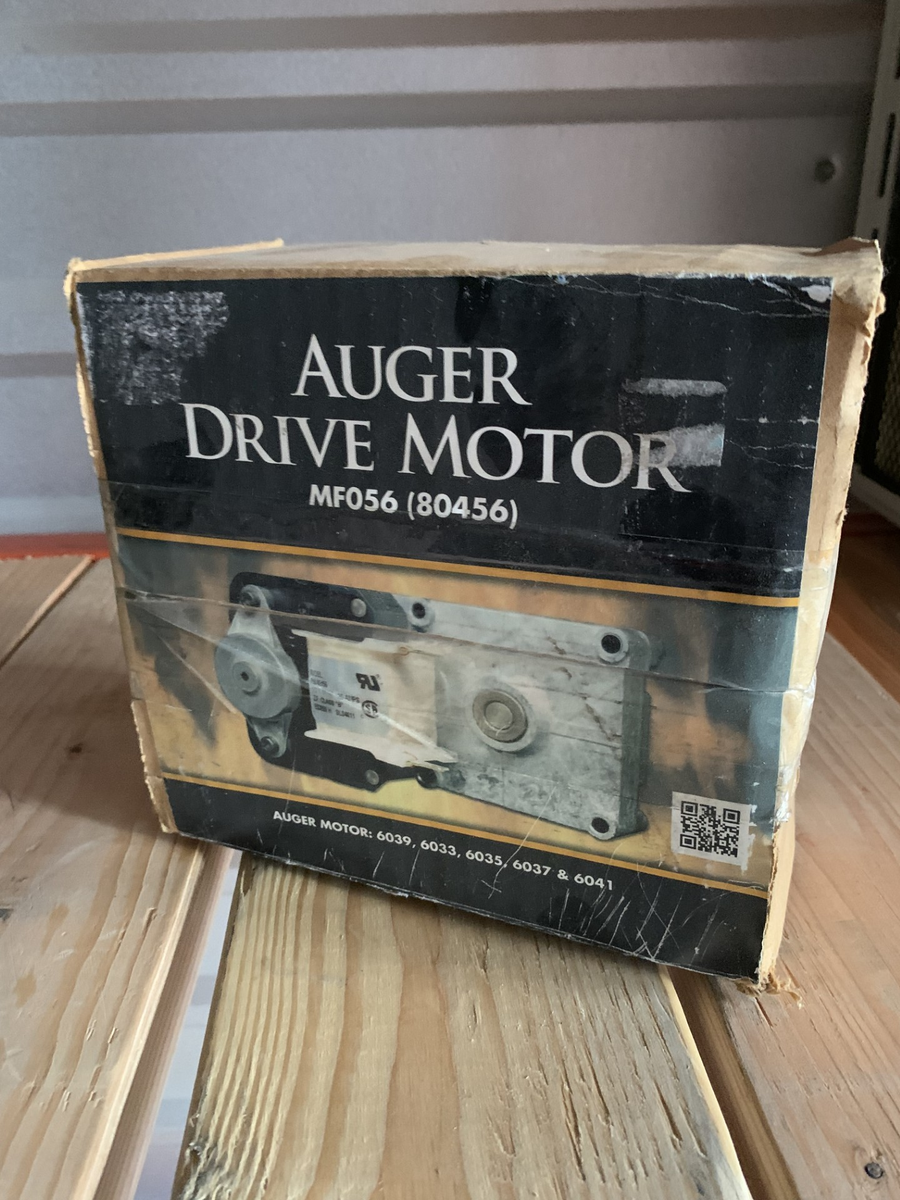 AUGER
DRIVE MOTOR
MF056 (80456)
AUGER MOTOR: 6039, 6033, 6035, 6037 & 6041